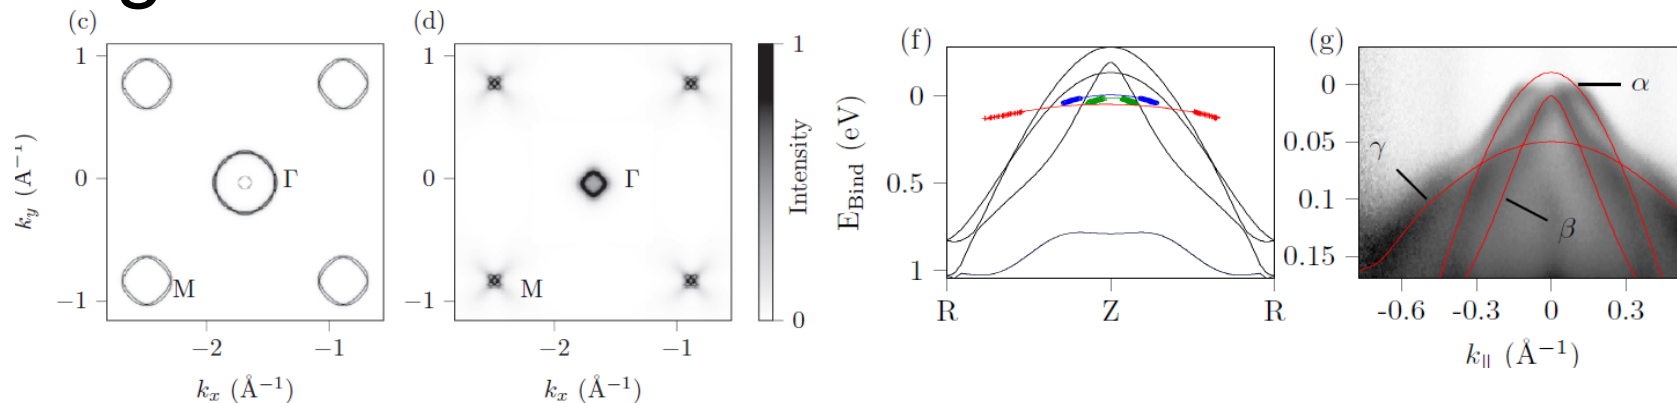 (c)
1
0
−1
k_y (Å⁻¹)
Γ
M
−2
−1
k_x (Å⁻¹)
(d)
1
0
−1
Γ
M
−2
−1
k_x (Å⁻¹)
1
0
Intensity
(f)
0
0.5
1
E_Bind (eV)
R
Z
R
(g)
0
0.05
0.1
0.15
α
γ
β
-0.6
-0.3
0
0.3
k_|| (Å⁻¹)